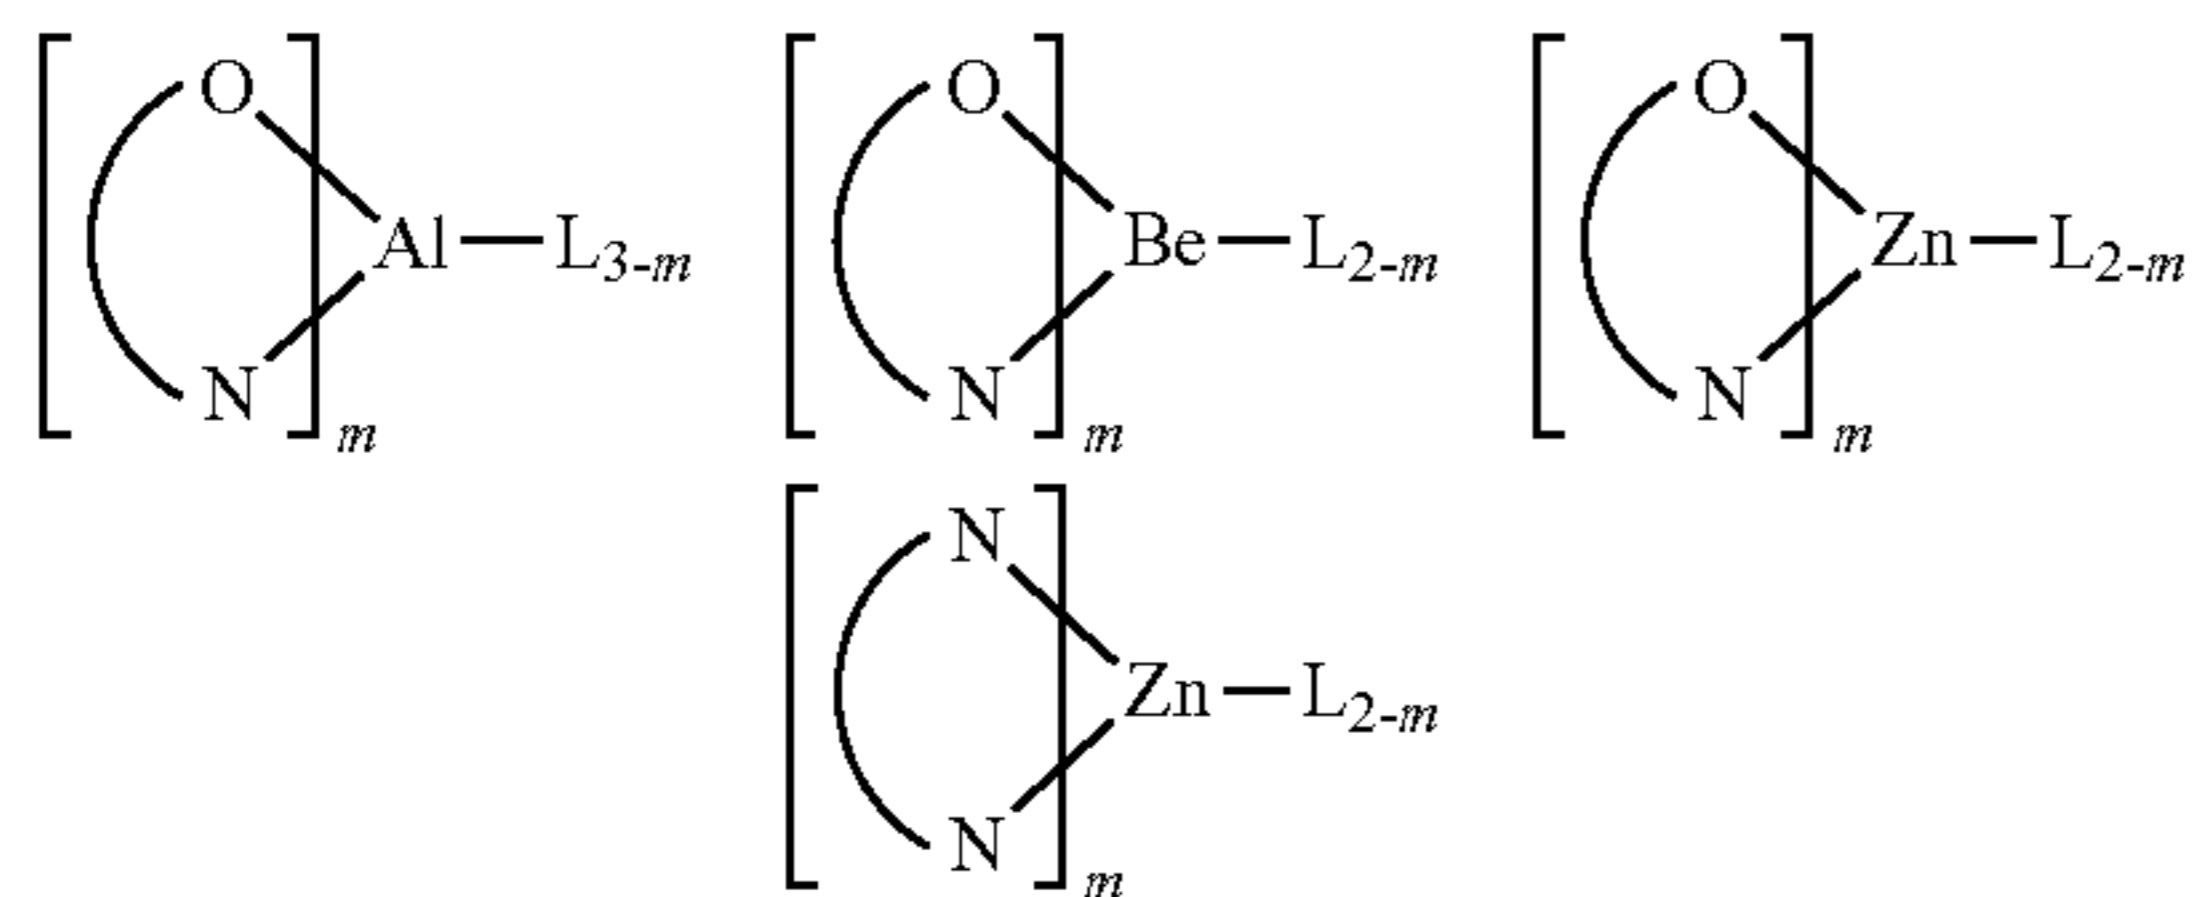 O O O
Al—L3-m Be—L2-m Zn—L2-m
N N N
m m m
N
Zn—L2-m
N
m